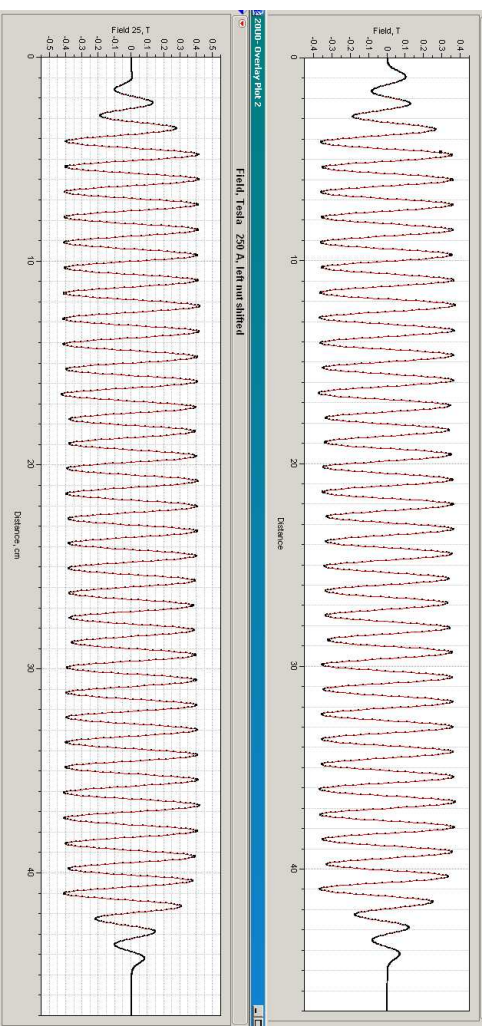 Field, T
0.4
0.3
0.2
0.1
0
-0.1
-0.2
-0.3
-0.4
0 10 20 30 40
Distance
20U0- Overlay Plot 2
Field, Tesla 250 A, left nut shifted
Field 25, T
0.5
0.4
0.3
0.2
0.1
0
-0.1
-0.2
-0.3
-0.4
-0.5
0 10 20 30 40
Distance, cm